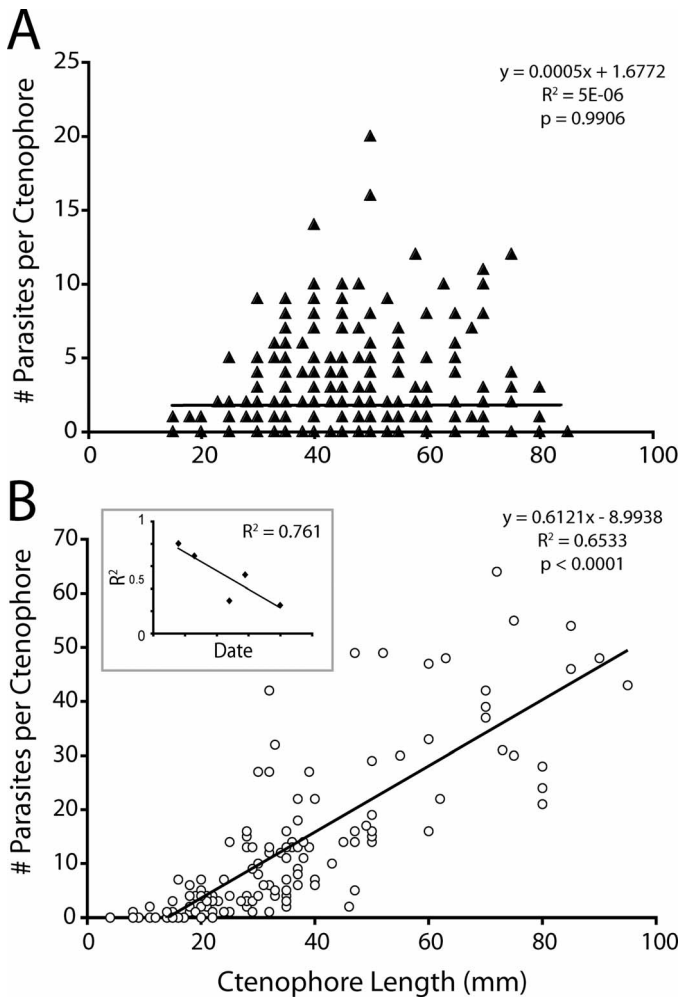 A
# Parasites per Ctenophore
25
20
15
10
5
0
y = 0.0005x + 1.6772
R² = 5E-06
p = 0.9906
0 20 40 60 80 100
B
# Parasites per Ctenophore
70
60
50
40
30
20
10
0
1
0.5
0
R²
R² = 0.761
Date
y = 0.6121x - 8.9938
R² = 0.6533
p < 0.0001
0 20 40 60 80 100
Ctenophore Length (mm)